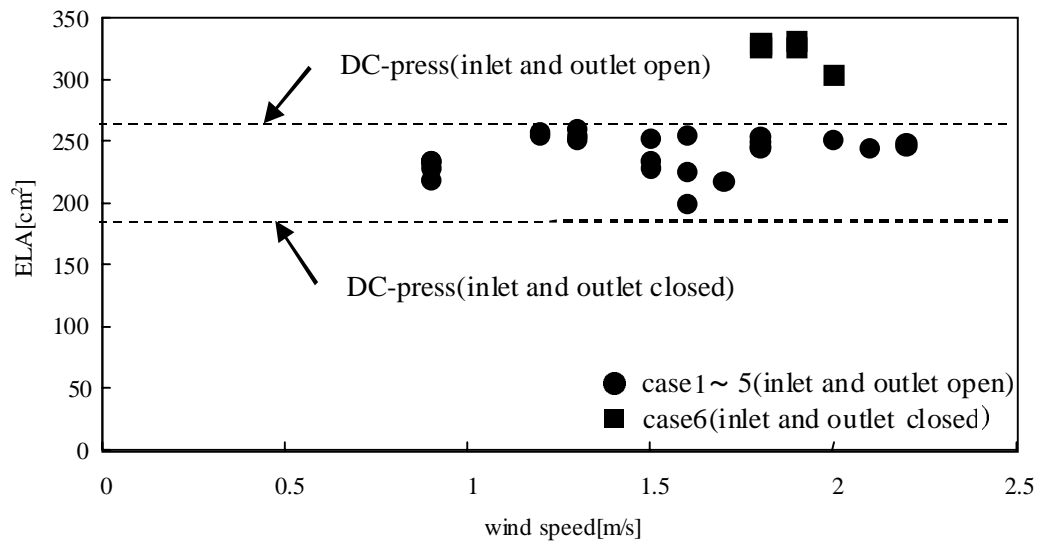 350
300
250
200
150
100
50
0
ELA[cm²]
DC-press(inlet and outlet open)
DC-press(inlet and outlet closed)
case1~ 5(inlet and outlet open)
case6(inlet and outlet closed)
0 0.5 1 1.5 2 2.5
wind speed[m/s]